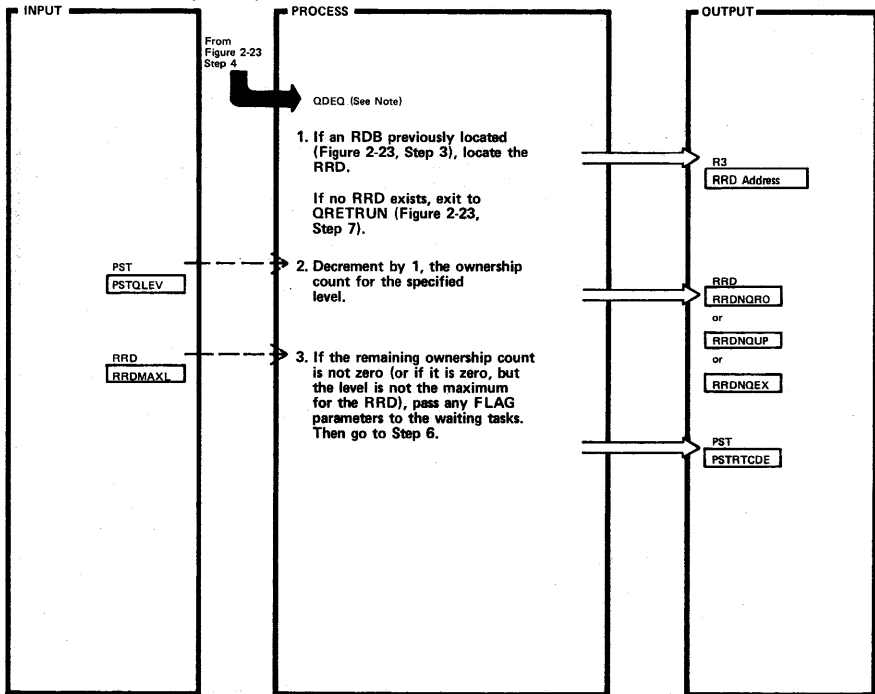 INPUT
PROCESS
OUTPUT
From
Figure 2-23
Step 4
QDEQ (See Note)
1. If an RDB previously located
(Figure 2-23, Step 3), locate the
RRD.
If no RRD exists, exit to
QRETRUN (Figure 2-23,
Step 7).
R3
RRD Address
PST
PSTQLEV
2. Decrement by 1, the ownership
count for the specified
level.
RRD
RRDNQRO
or
RRDNQUP
or
RRDNQEX
RRD
RRDMAXL
3. If the remaining ownership count
is not zero (or if it is zero, but
the level is not the maximum
for the RRD), pass any FLAG
parameters to the waiting tasks.
Then go to Step 6.
PST
PSTRTCDE